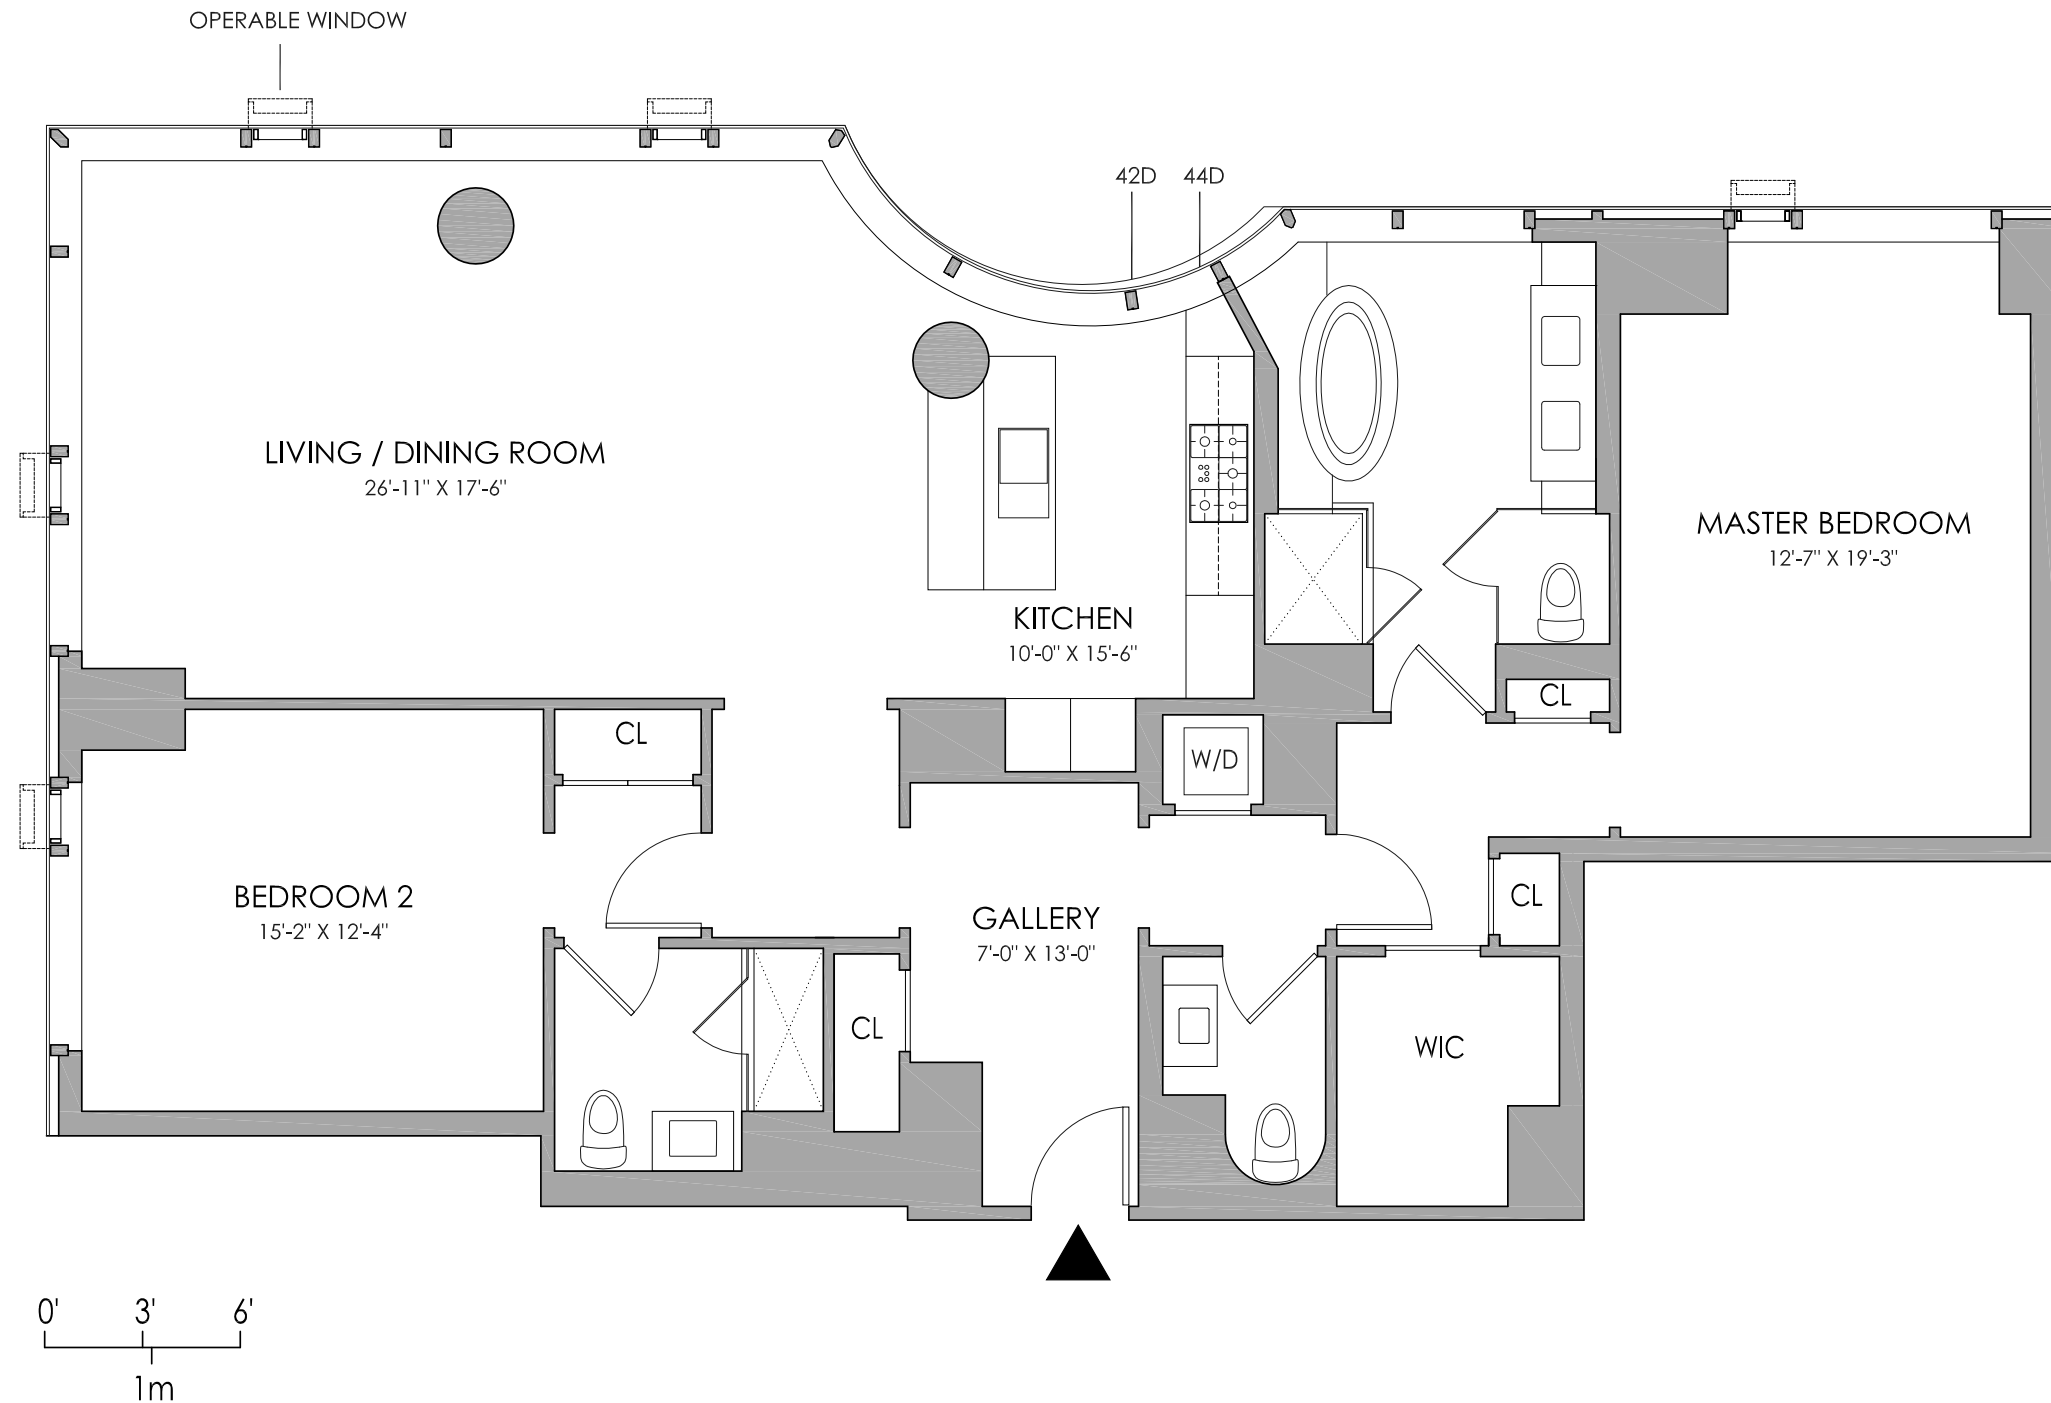 OPERABLE WINDOW
42D 44D
LIVING / DINING ROOM
26'-11" X 17'-6"
MASTER BEDROOM
12'-7" X 19'-3"
KITCHEN
10'-0" X 15'-6"
CL
CL
W/D
BEDROOM 2
15'-2" X 12'-4"
GALLERY
7'-0" X 13'-0"
CL
CL
WIC
0' 3' 6'
1m